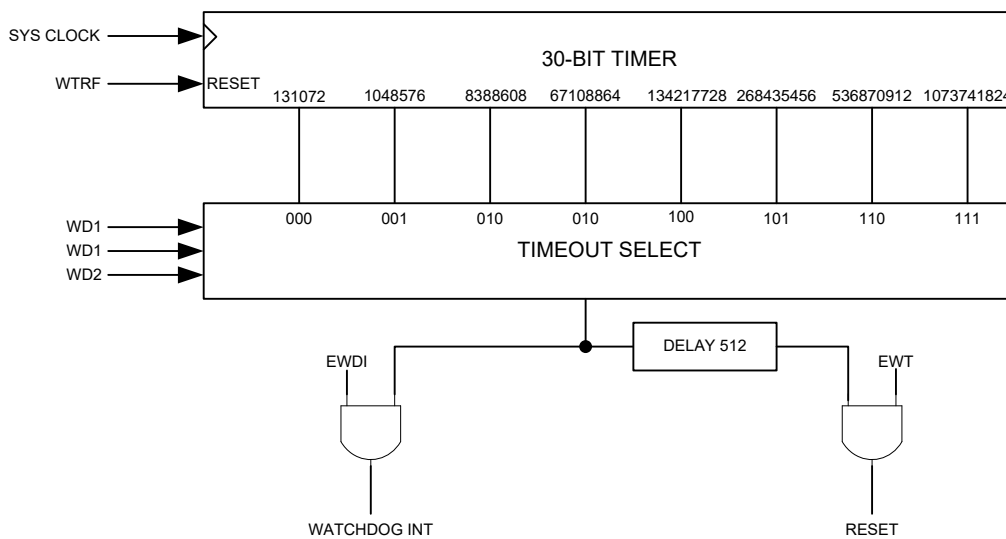 SYS CLOCK
30-BIT TIMER
WTRF
RESET
131072 1048576 8388608 67108864 134217728 268435456 536870912 1073741824
000 001 010 010 100 101 110 111
WD1
TIMEOUT SELECT
WD1
WD2
DELAY 512
EWDI
EWT
WATCHDOG INT
RESET